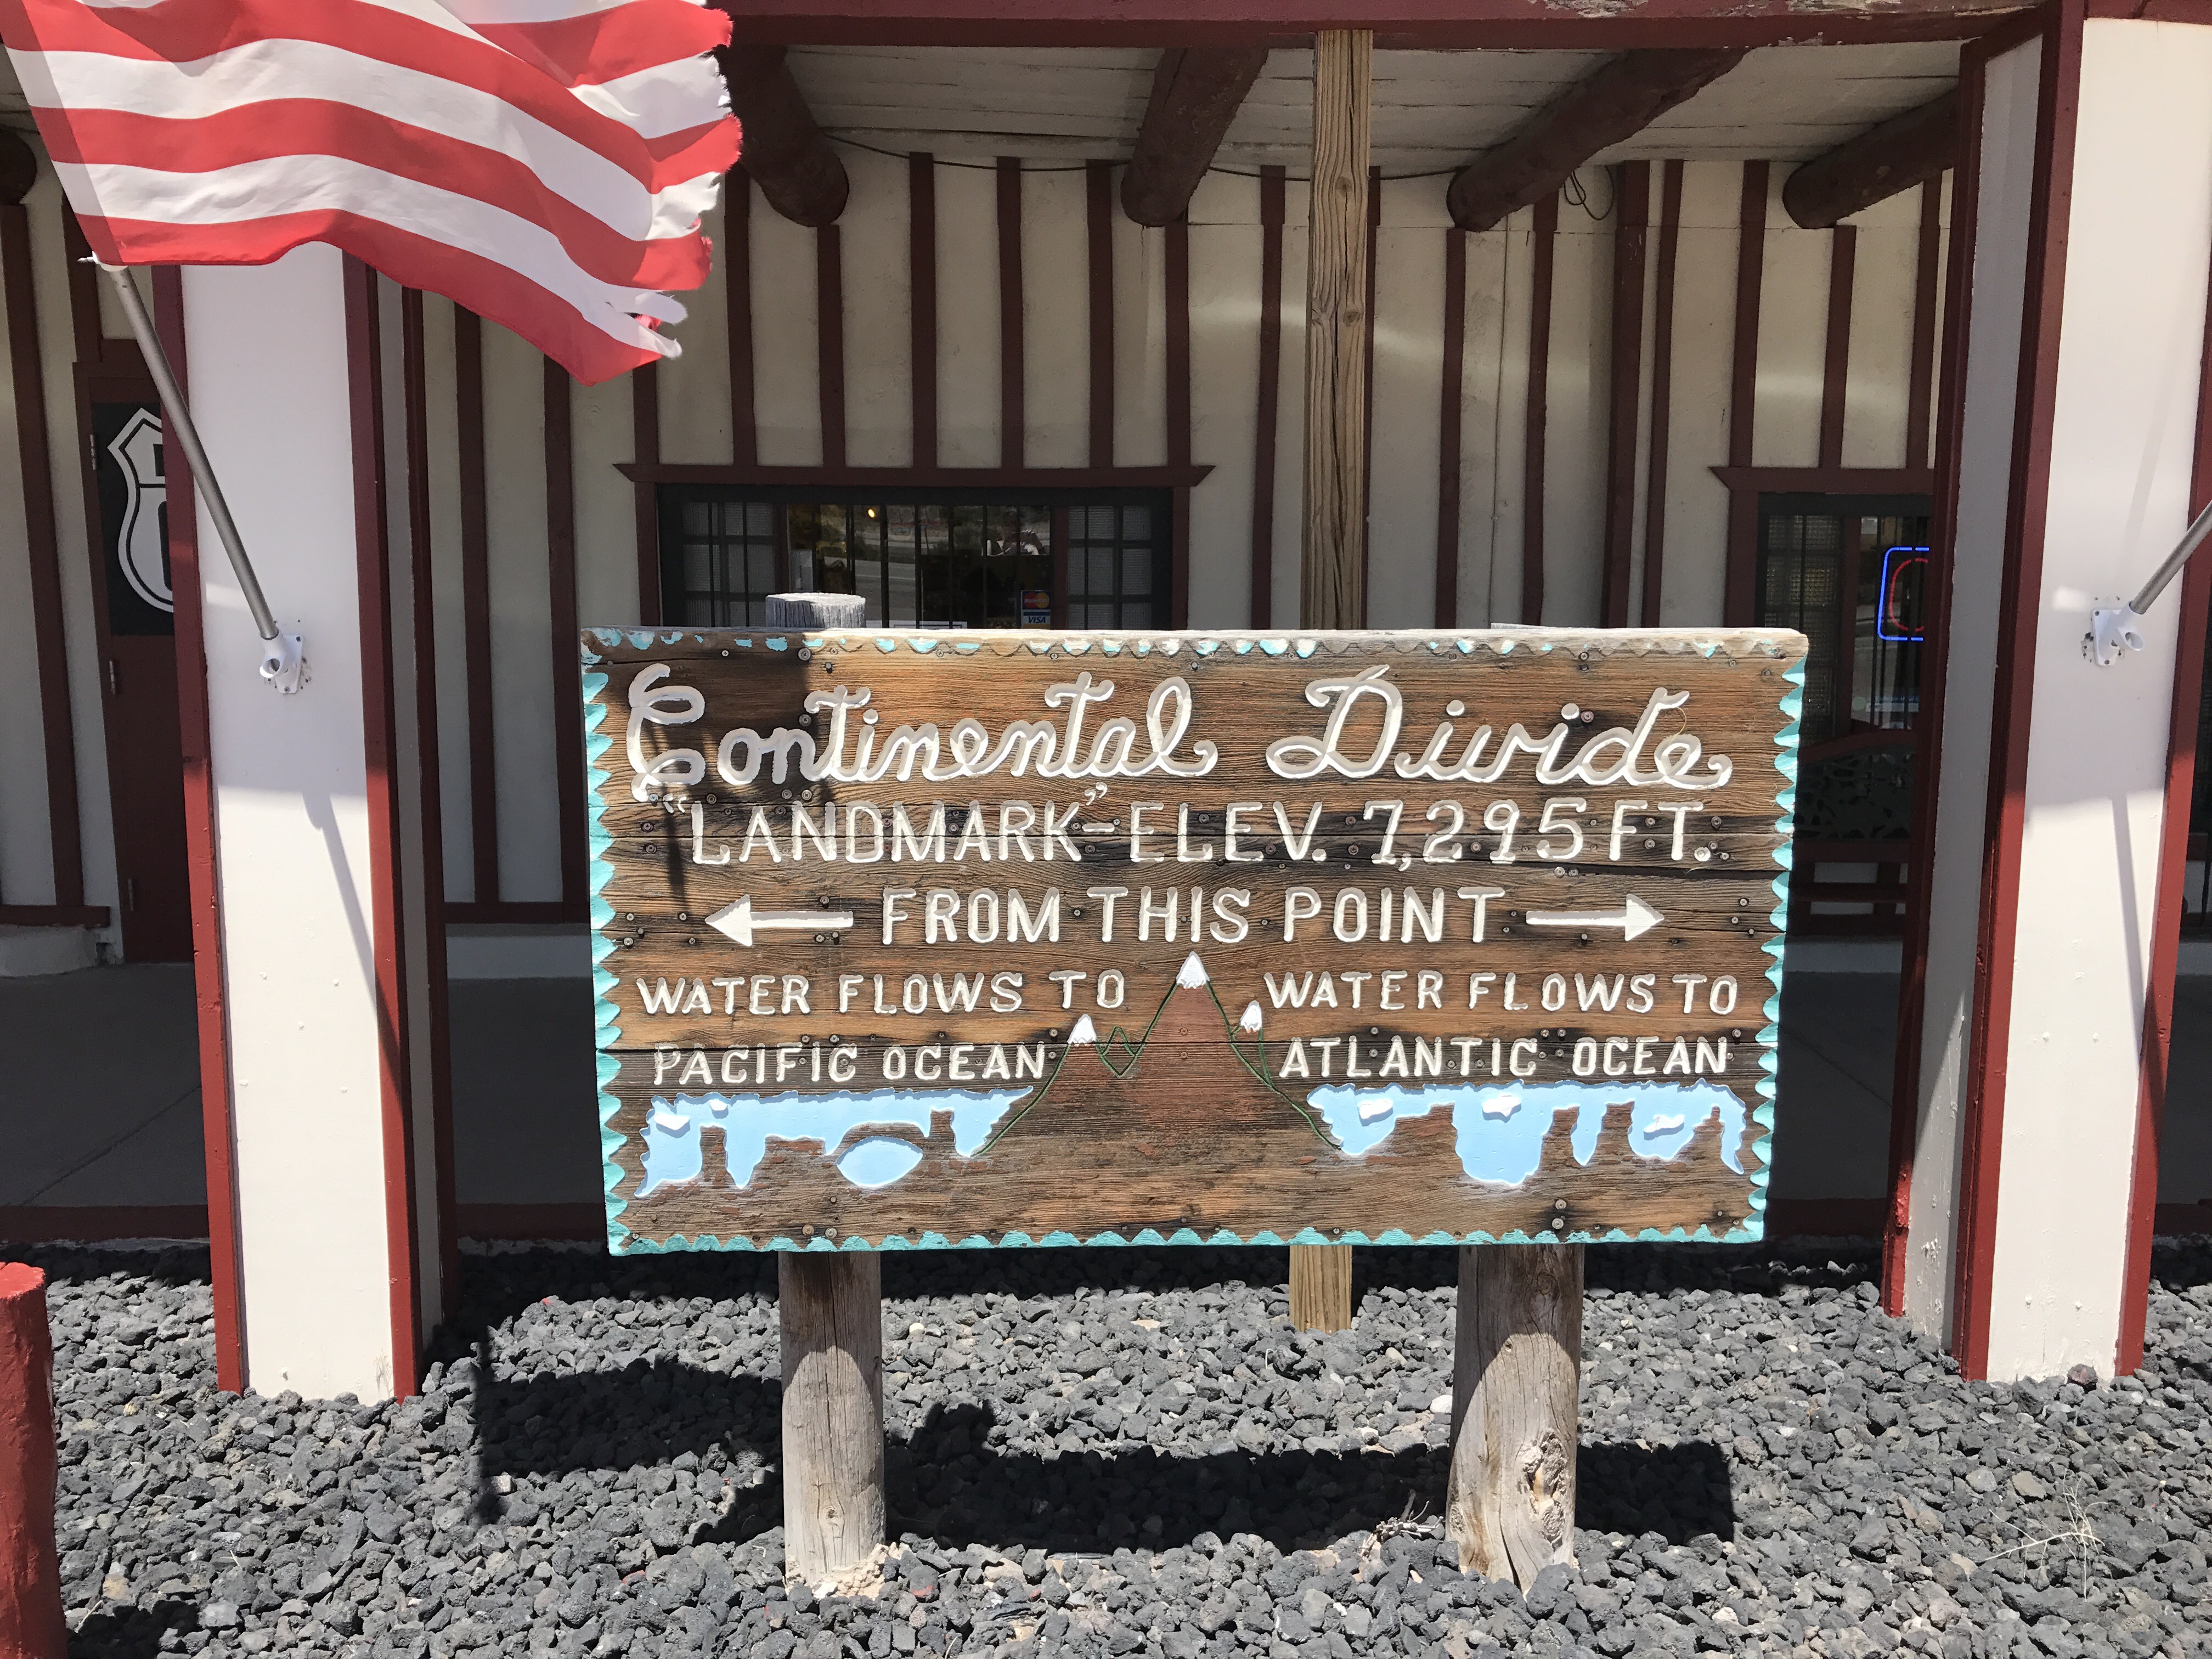 Continental Divide
"LANDMARK"-ELEV. 7,295 FT.
FROM THIS POINT
WATER FLOWS TO
PACIFIC OCEAN
WATER FLOWS TO
ATLANTIC OCEAN
VISA